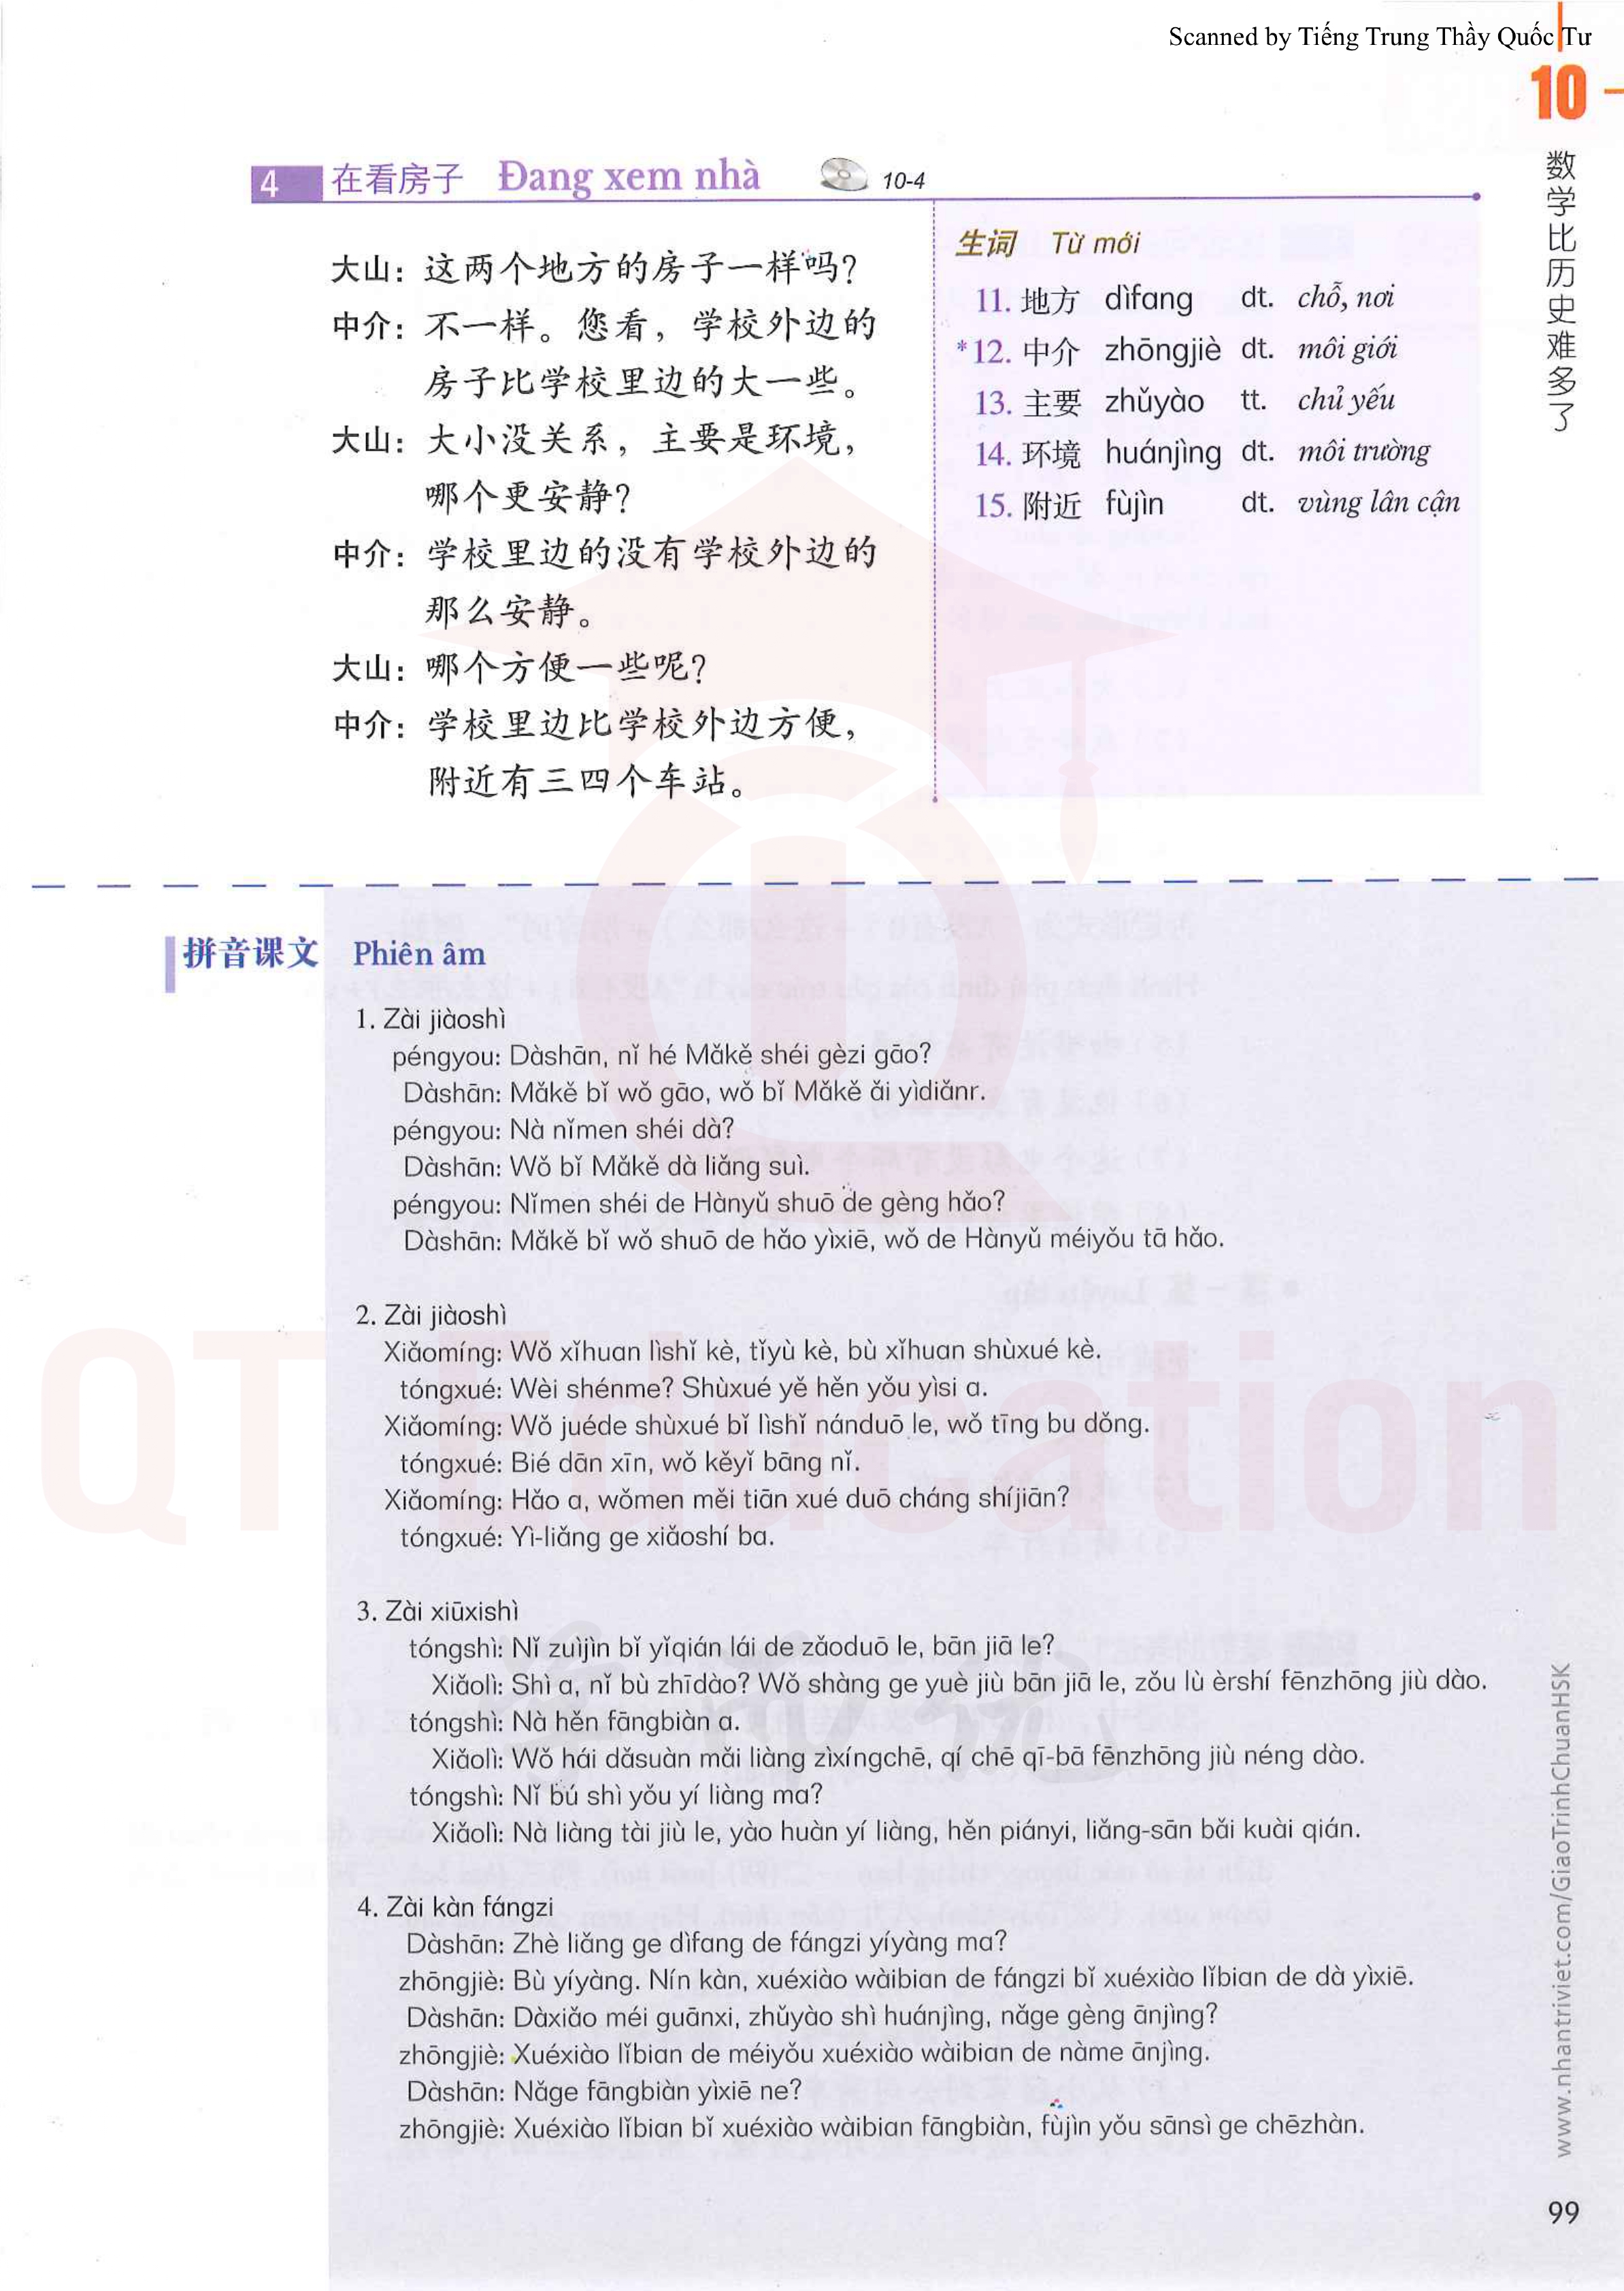 Scanned by Tiếng Trung Thầy Quốc Tư
10
数学比历史难多了
4 在看房子 Đang xem nhà 10-4
大山：这两个地方的房子一样吗？
中介：不一样。您看，学校外边的
房子比学校里边的大一些。
大山：大小没关系，主要是环境，
哪个更安静？
中介：学校里边的没有学校外边的
那么安静。
大山：哪个方便一些呢？
中介：学校里边比学校外边方便，
附近有三四个车站。
生词 Từ mới
11. 地方 dìfang dt. chỗ, nơi
*12. 中介 zhōngjiè dt. môi giới
13. 主要 zhǔyào tt. chủ yếu
14. 环境 huánjìng dt. môi trường
15. 附近 fùjìn dt. vùng lân cận
拼音课文 Phiên âm
1. Zài jiàoshì
péngyou: Dàshān, nǐ hé Mǎkě shéi gèzi gāo?
Dàshān: Mǎkě bǐ wǒ gāo, wǒ bǐ Mǎkě ǎi yìdiǎnr.
péngyou: Nà nǐmen shéi dà?
Dàshān: Wǒ bǐ Mǎkě dà liǎng suì.
péngyou: Nǐmen shéi de Hànyǔ shuō de gèng hǎo?
Dàshān: Mǎkě bǐ wǒ shuō de hǎo yìxiē, wǒ de Hànyǔ méiyǒu tā hǎo.
2. Zài jiàoshì
Xiǎomíng: Wǒ xǐhuan lìshǐ kè, tǐyù kè, bù xǐhuan shùxué kè.
tóngxué: Wèi shénme? Shùxué yě hěn yǒu yìsi a.
Xiǎomíng: Wǒ juéde shùxué bǐ lìshǐ nánduō le, wǒ tīng bu dǒng.
tóngxué: Bié dān xīn, wǒ kěyǐ bāng nǐ.
Xiǎomíng: Hǎo a, wǒmen měi tiān xué duō cháng shíjiān?
tóngxué: Yì-liǎng ge xiǎoshí ba.
3. Zài xiūxishì
tóngshì: Nǐ zuìjìn bǐ yǐqián lái de zǎoduō le, bān jiā le?
Xiǎolì: Shì a, nǐ bù zhīdào? Wǒ shàng ge yuè jiù bān jiā le, zǒu lù èrshí fēnzhōng jiù dào.
tóngshì: Nà hěn fāngbiàn a.
Xiǎolì: Wǒ hái dǎsuàn mǎi liàng zìxíngchē, qí chē qī-bā fēnzhōng jiù néng dào.
tóngshì: Nǐ bú shì yǒu yí liàng ma?
Xiǎolì: Nà liàng tài jiù le, yào huàn yí liàng, hěn piányi, liǎng-sān bǎi kuài qián.
4. Zài kàn fángzi
Dàshān: Zhè liǎng ge dìfang de fángzi yíyàng ma?
zhōngjiè: Bù yíyàng. Nín kàn, xuéxiào wàibian de fángzi bǐ xuéxiào lǐbian de dà yìxiē.
Dàshān: Dàxiǎo méi guānxi, zhǔyào shì huánjìng, nǎge gèng ānjìng?
zhōngjiè: Xuéxiào lǐbian de méiyǒu xuéxiào wàibian de nàme ānjìng.
Dàshān: Nǎge fāngbiàn yìxiē ne?
zhōngjiè: Xuéxiào lǐbian bǐ xuéxiào wàibian fāngbiàn, fùjìn yǒu sānsì ge chēzhàn.
QT Education
www.nhantriviet.com/GiaoTrinhChuanHSK
99